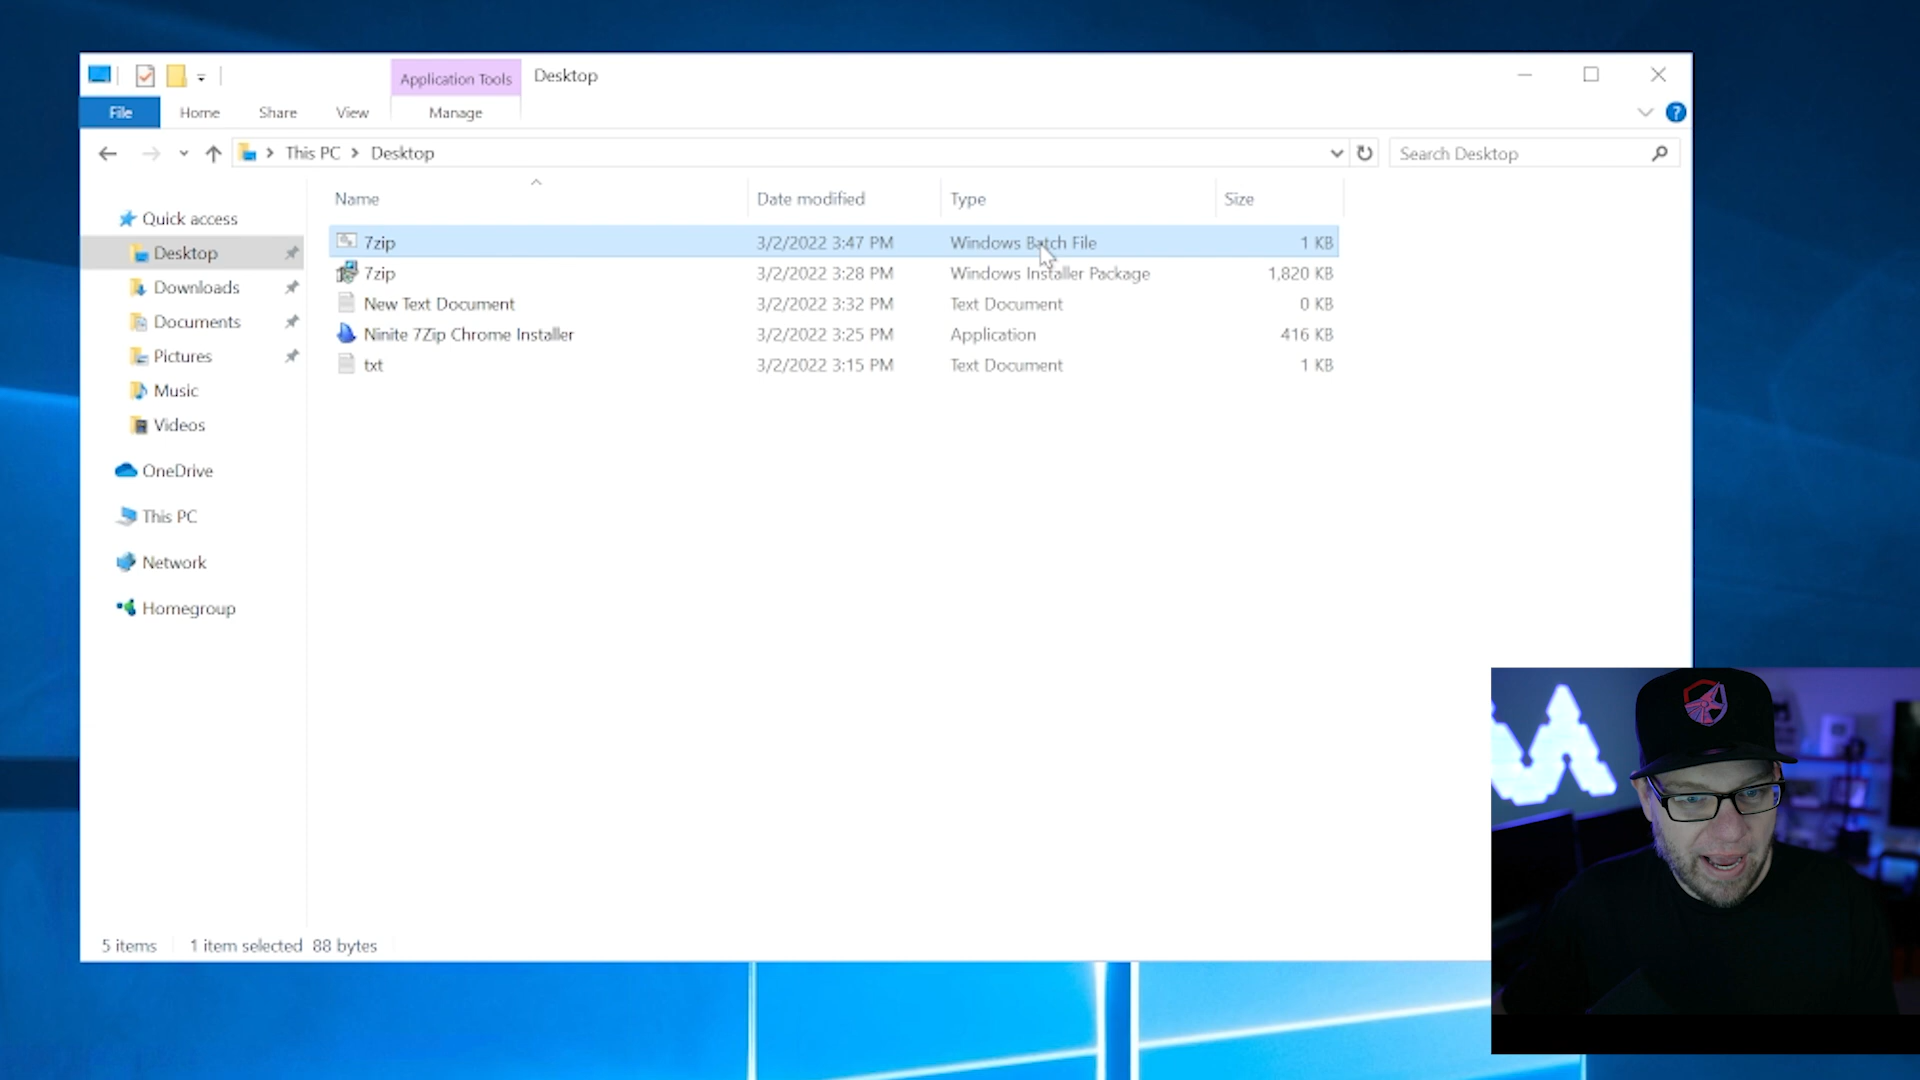 Application Tools
Desktop
File
Home
Share
View
Manage
?
This PC
Desktop
Search Desktop
Name
Date modified
Type
Size
Quick access
Desktop
Downloads
Documents
Pictures
Music
Videos
OneDrive
This PC
Network
Homegroup
7zip 3/2/2022 3:47 PM Windows Batch File 1 KB
7zip 3/2/2022 3:28 PM Windows Installer Package 1,820 KB
New Text Document 3/2/2022 3:32 PM Text Document 0 KB
Ninite 7Zip Chrome Installer 3/2/2022 3:25 PM Application 416 KB
txt 3/2/2022 3:15 PM Text Document 1 KB
5 items 1 item selected 88 bytes